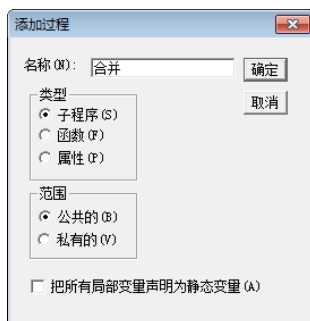 添加过程
名称(N): 合并
确定
取消
类型
子程序(S)
函数(F)
属性(P)
范围
公共的(B)
私有的(V)
把所有局部变量声明为静态变量(A)